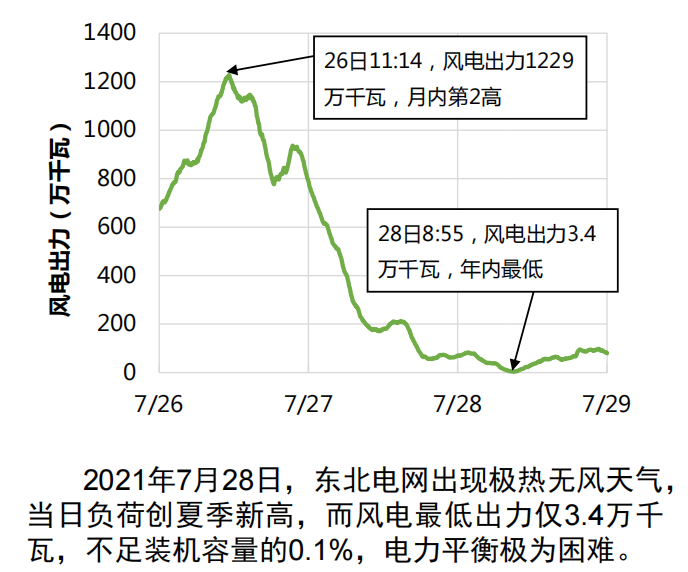 1400
1200
1000
800
600
400
200
0
风电出力（万千瓦）
26日11:14，风电出力1229
万千瓦，月内第2高
28日8:55，风电出力3.4
万千瓦，年内最低
7/26
7/27
7/28
7/29
2021年7月28日，东北电网出现极热无风天气，
当日负荷创夏季新高，而风电最低出力仅3.4万千
瓦，不足装机容量的0.1%，电力平衡极为困难。